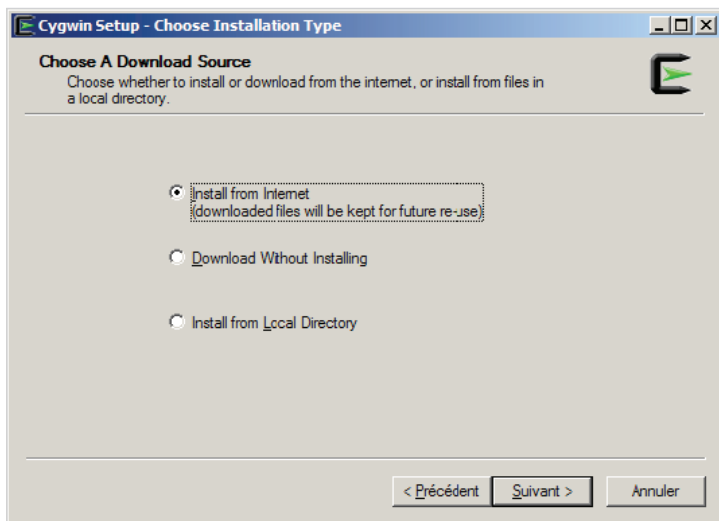 Cygwin Setup - Choose Installation Type
Choose A Download Source
Choose whether to install or download from the internet, or install from files in
a local directory.
Install from Internet
(downloaded files will be kept for future re-use)
Download Without Installing
Install from Local Directory
< Précédent Suivant > Annuler